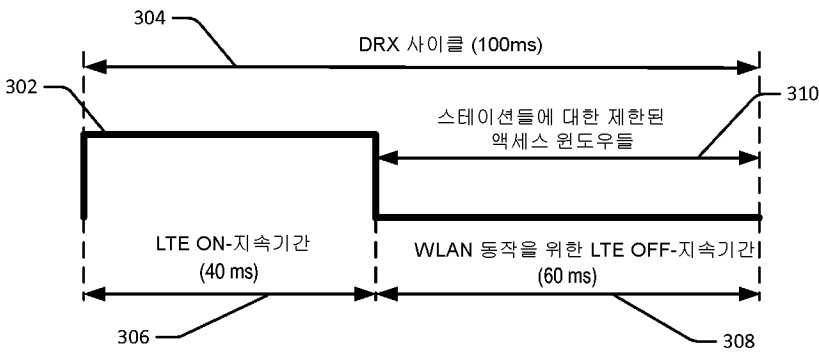 304
DRX 사이클 (100ms)
302
310
스테이션들에 대한 제한된
액세스 윈도우들
LTE ON-지속기간
(40 ms)
WLAN 동작을 위한 LTE OFF-지속기간
(60 ms)
306
308